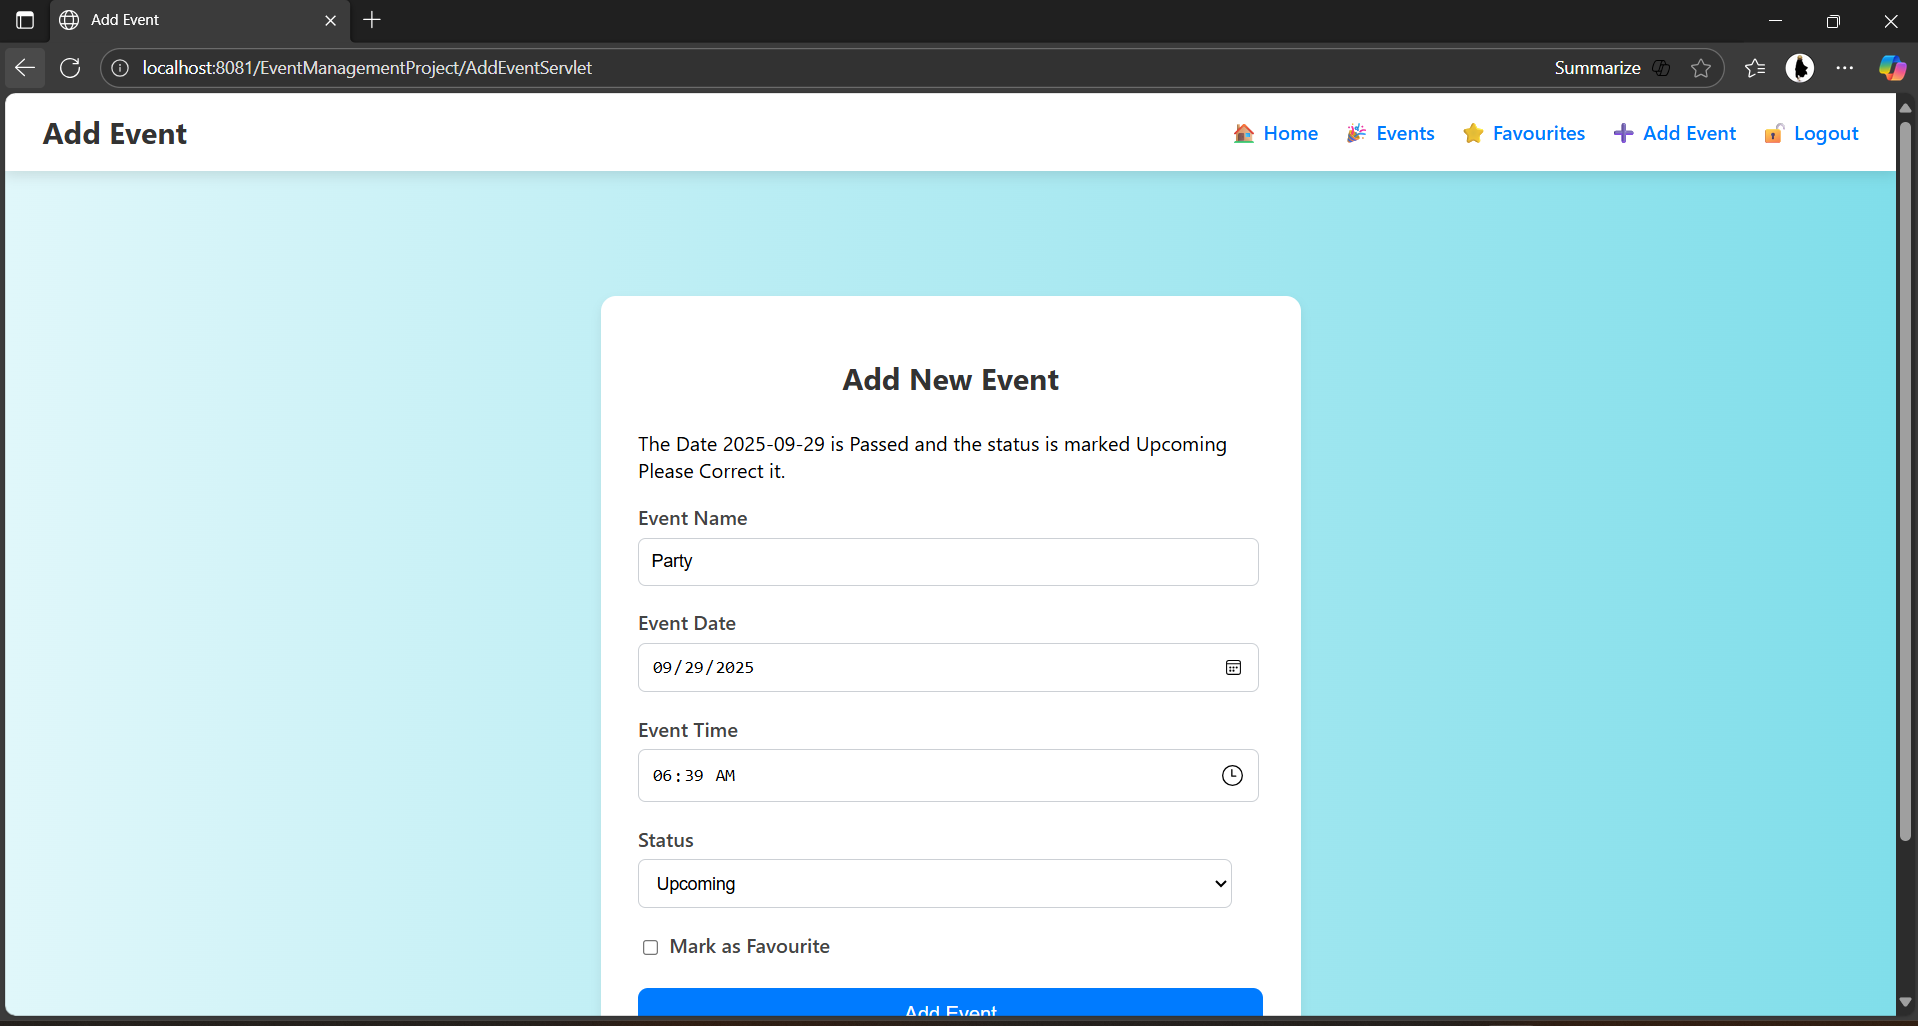 Add Event
localhost:8081/EventManagementProject/AddEventServlet
Summarize
Add Event
Home
Events
Favourites
Add Event
Logout
Add New Event
The Date 2025-09-29 is Passed and the status is marked Upcoming
Please Correct it.
Event Name
Party
Event Date
09/29/2025
Event Time
06:39 AM
Status
Upcoming
Mark as Favourite
Add Event